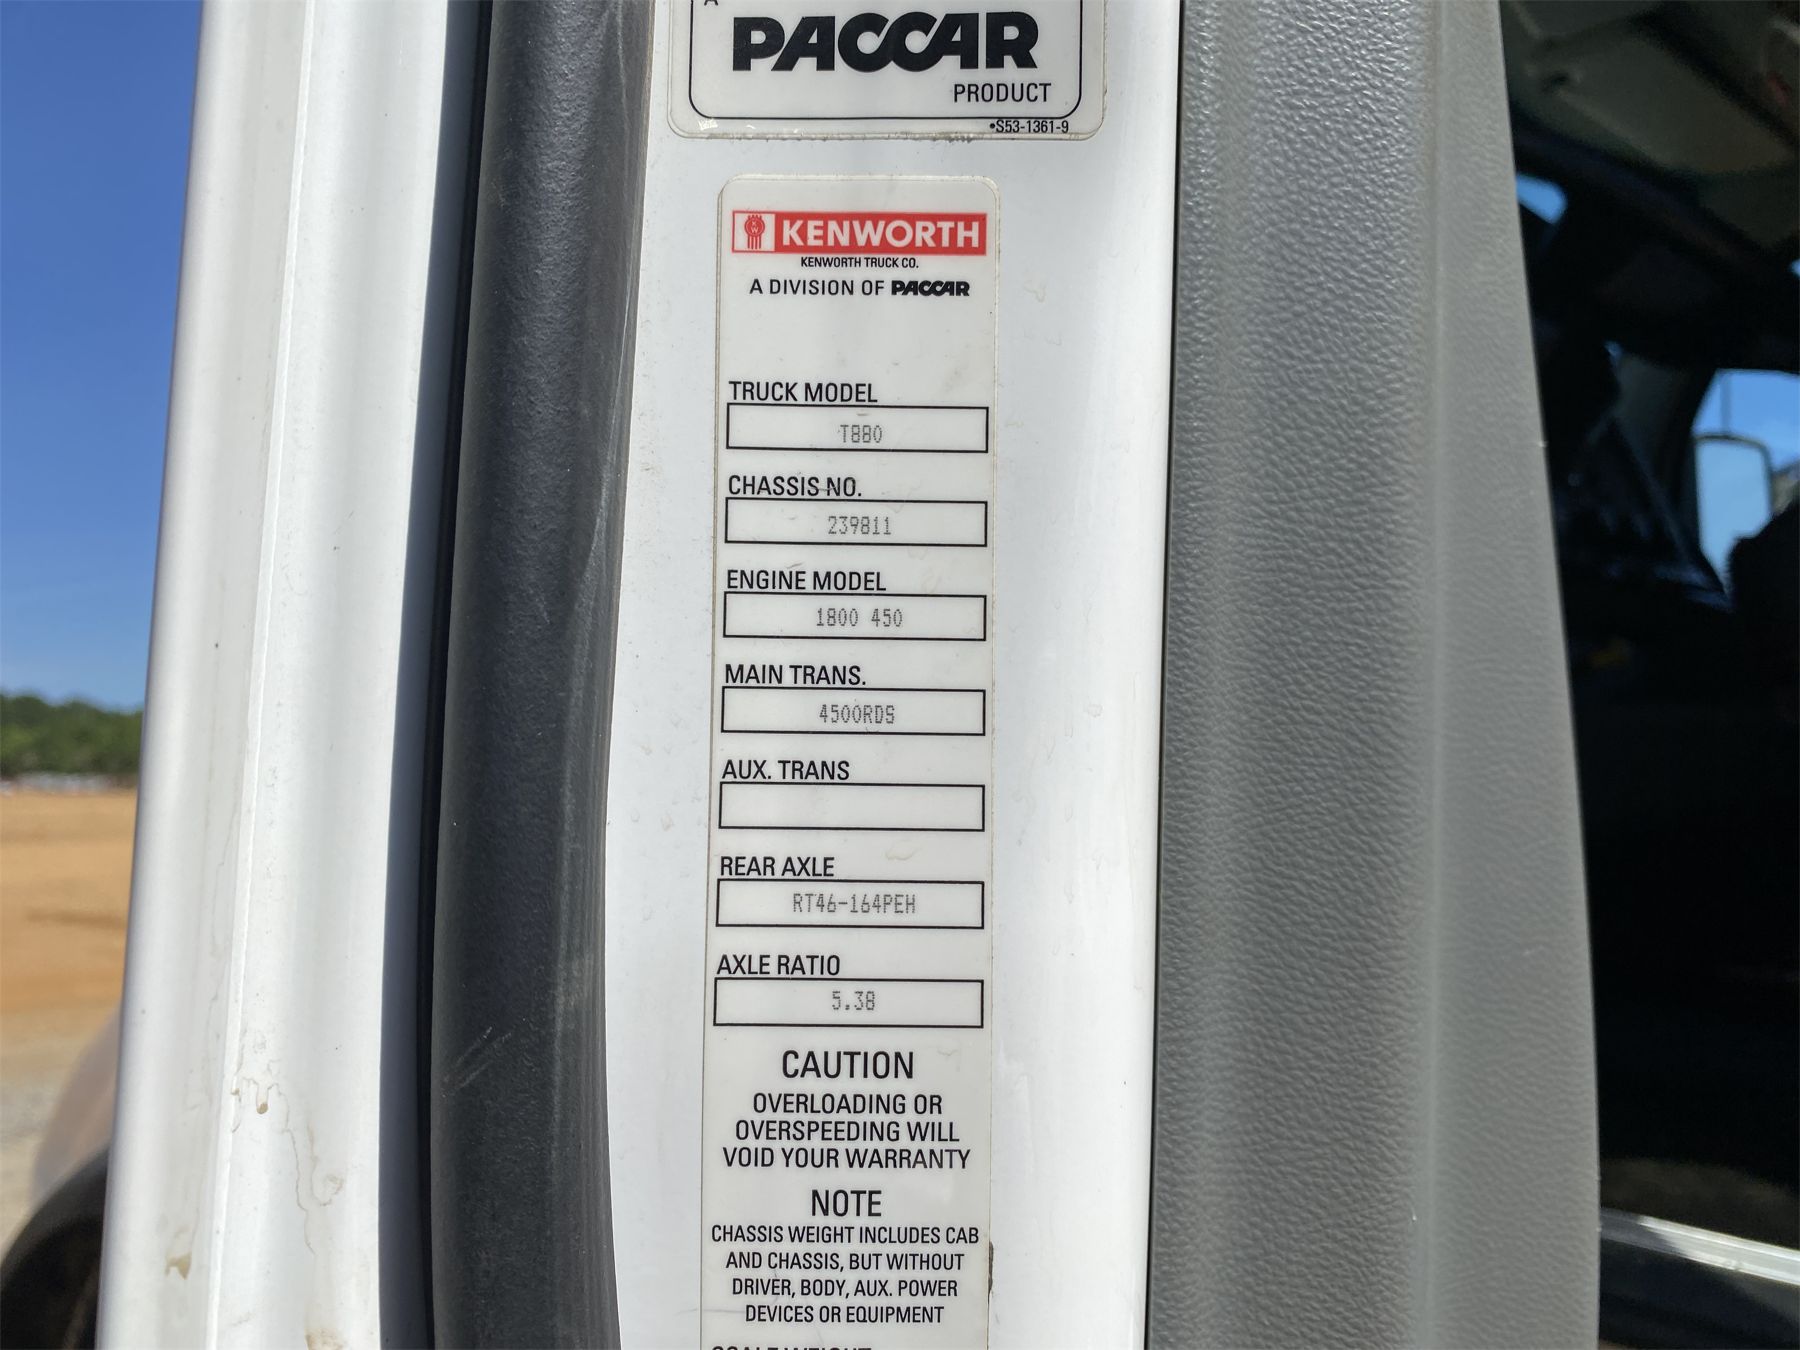 A
PACCAR
PRODUCT
•S53-1361-9
KENWORTH
KENWORTH TRUCK CO.
A DIVISION OF PACCAR
TRUCK MODEL
T880
CHASSIS NO.
239811
ENGINE MODEL
1800 450
MAIN TRANS.
4500RDS
AUX. TRANS
REAR AXLE
RT46-164PEH
AXLE RATIO
5.38
CAUTION
OVERLOADING OR
OVERSPEEDING WILL
VOID YOUR WARRANTY
NOTE
CHASSIS WEIGHT INCLUDES CAB
AND CHASSIS, BUT WITHOUT
DRIVER, BODY, AUX. POWER
DEVICES OR EQUIPMENT